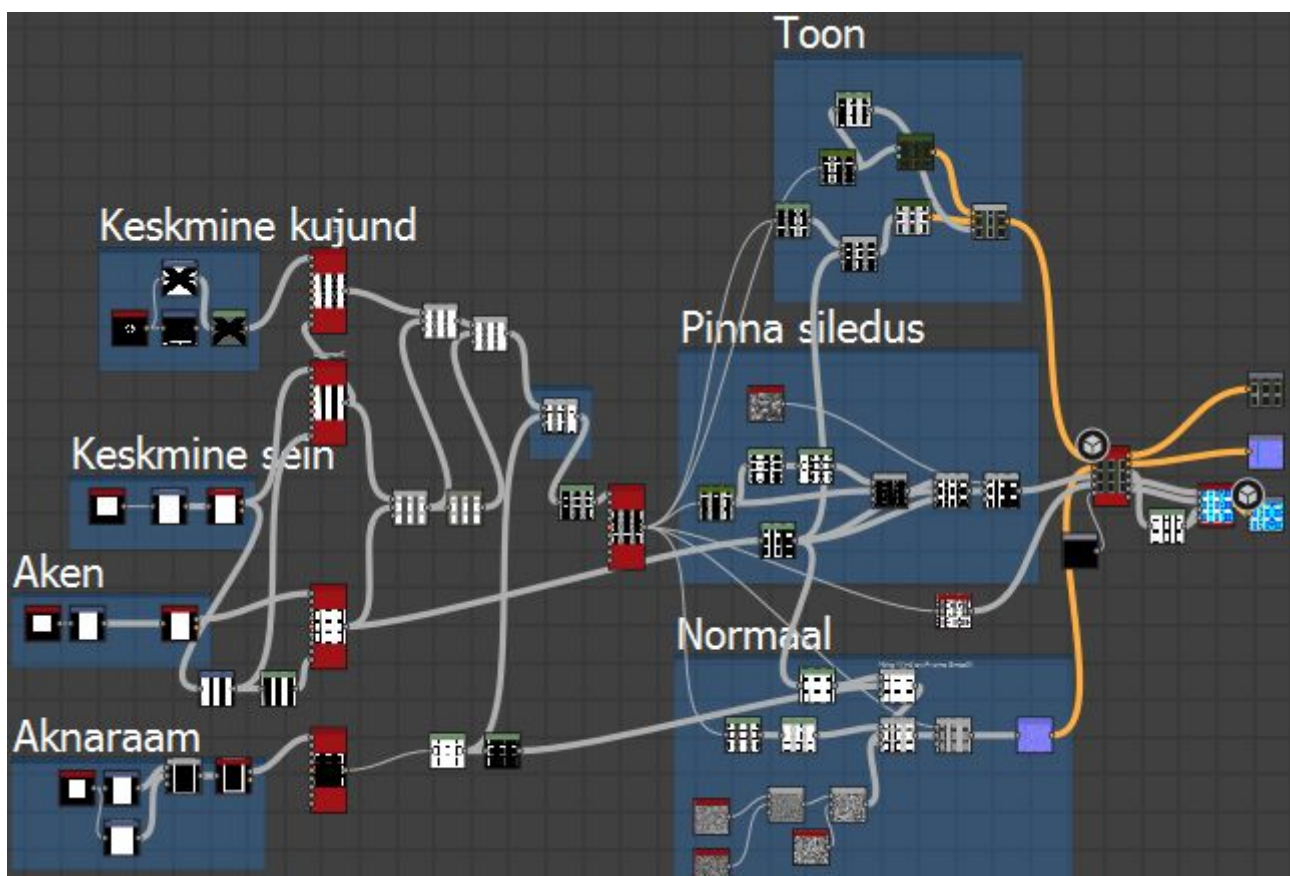 Toon
Keskmine kujund
Pinna siledus
Keskmine sein
Aken
Normaal
Aknaraam